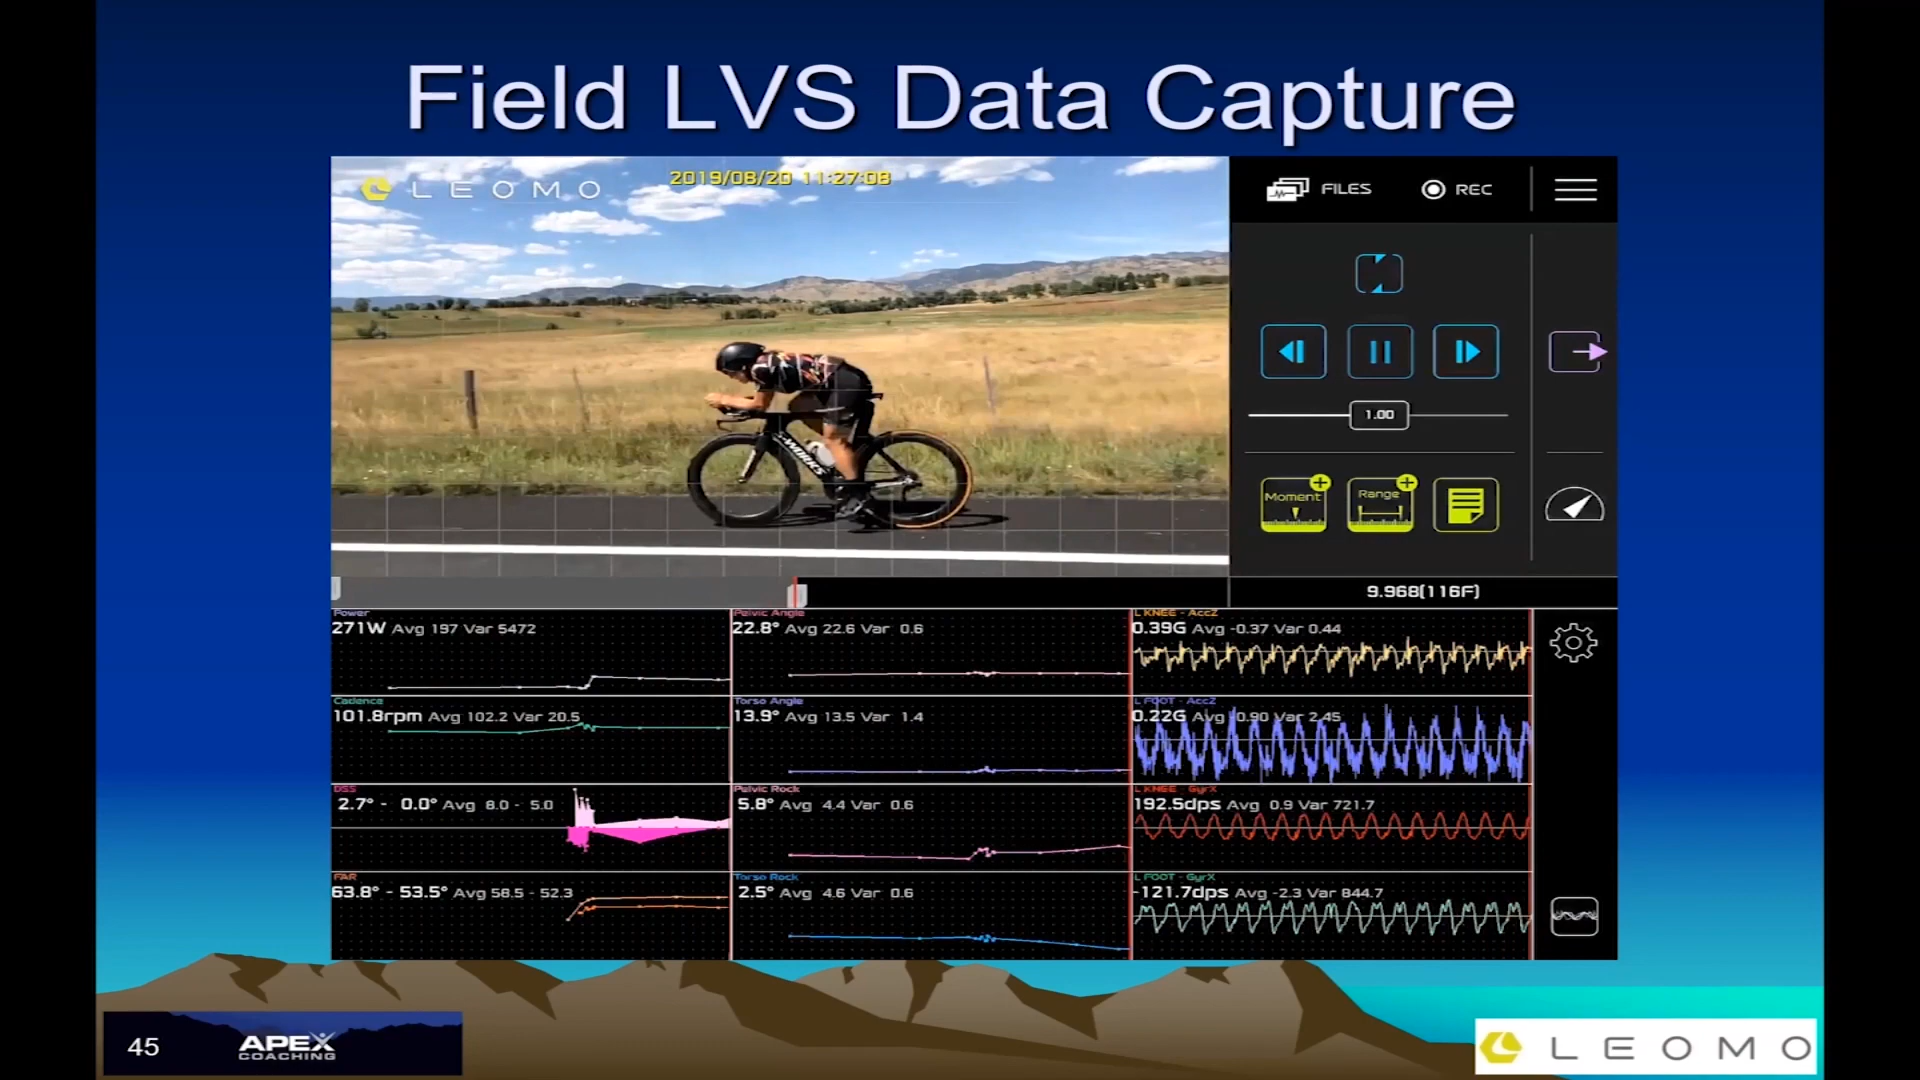 Field LVS Data Capture
LEOMO
2019/08/20 11:27:08
FILES
REC
1.00
Moment
Range
S-WORKS
9.968(116F)
Power
271W Avg 197 Var 5472
Pelvic Angle
22.8° Avg 22.6 Var 0.6
L KNEE - AccZ
0.39G Avg -0.37 Var 0.44
Cadence
101.8rpm Avg 102.2 Var 20.5
Torso Angle
13.9° Avg 13.5 Var 1.4
L FOOT - AccZ
0.22G Avg -0.90 Var 2.45
DSS
2.7° - 0.0° Avg 8.0 - 5.0
Pelvic Rock
5.8° Avg 4.4 Var 0.6
L KNEE - GyrX
192.5dps Avg 0.9 Var 721.7
FAR
63.8° - 53.5° Avg 58.5 - 52.3
Torso Rock
2.5° Avg 4.6 Var 0.6
L FOOT - GyrX
-121.7dps Avg -2.3 Var 844.7
45
APEX
COACHING
LEOMO